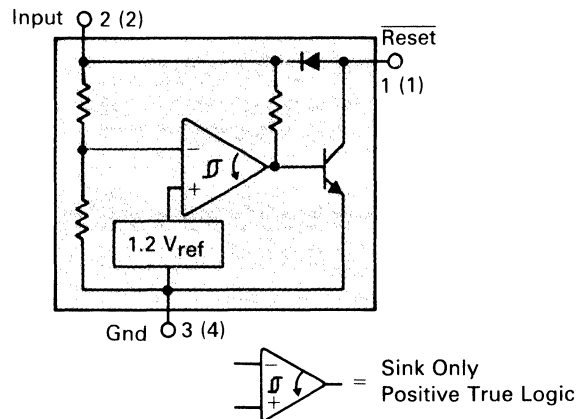 Input 2 (2)
Reset
1 (1)
−
+
1.2 Vref
Gnd 3 (4)
−
+
= Sink Only
Positive True Logic